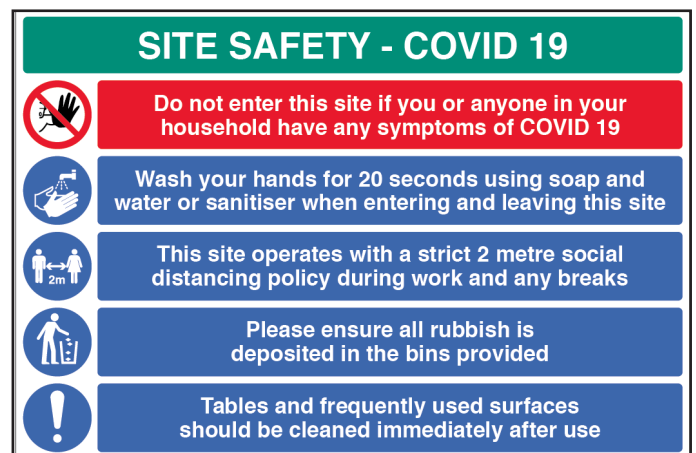 SITE SAFETY - COVID 19
Do not enter this site if you or anyone in your
household have any symptoms of COVID 19
Wash your hands for 20 seconds using soap and
water or sanitiser when entering and leaving this site
This site operates with a strict 2 metre social
distancing policy during work and any breaks
2m
Please ensure all rubbish is
deposited in the bins provided
Tables and frequently used surfaces
should be cleaned immediately after use